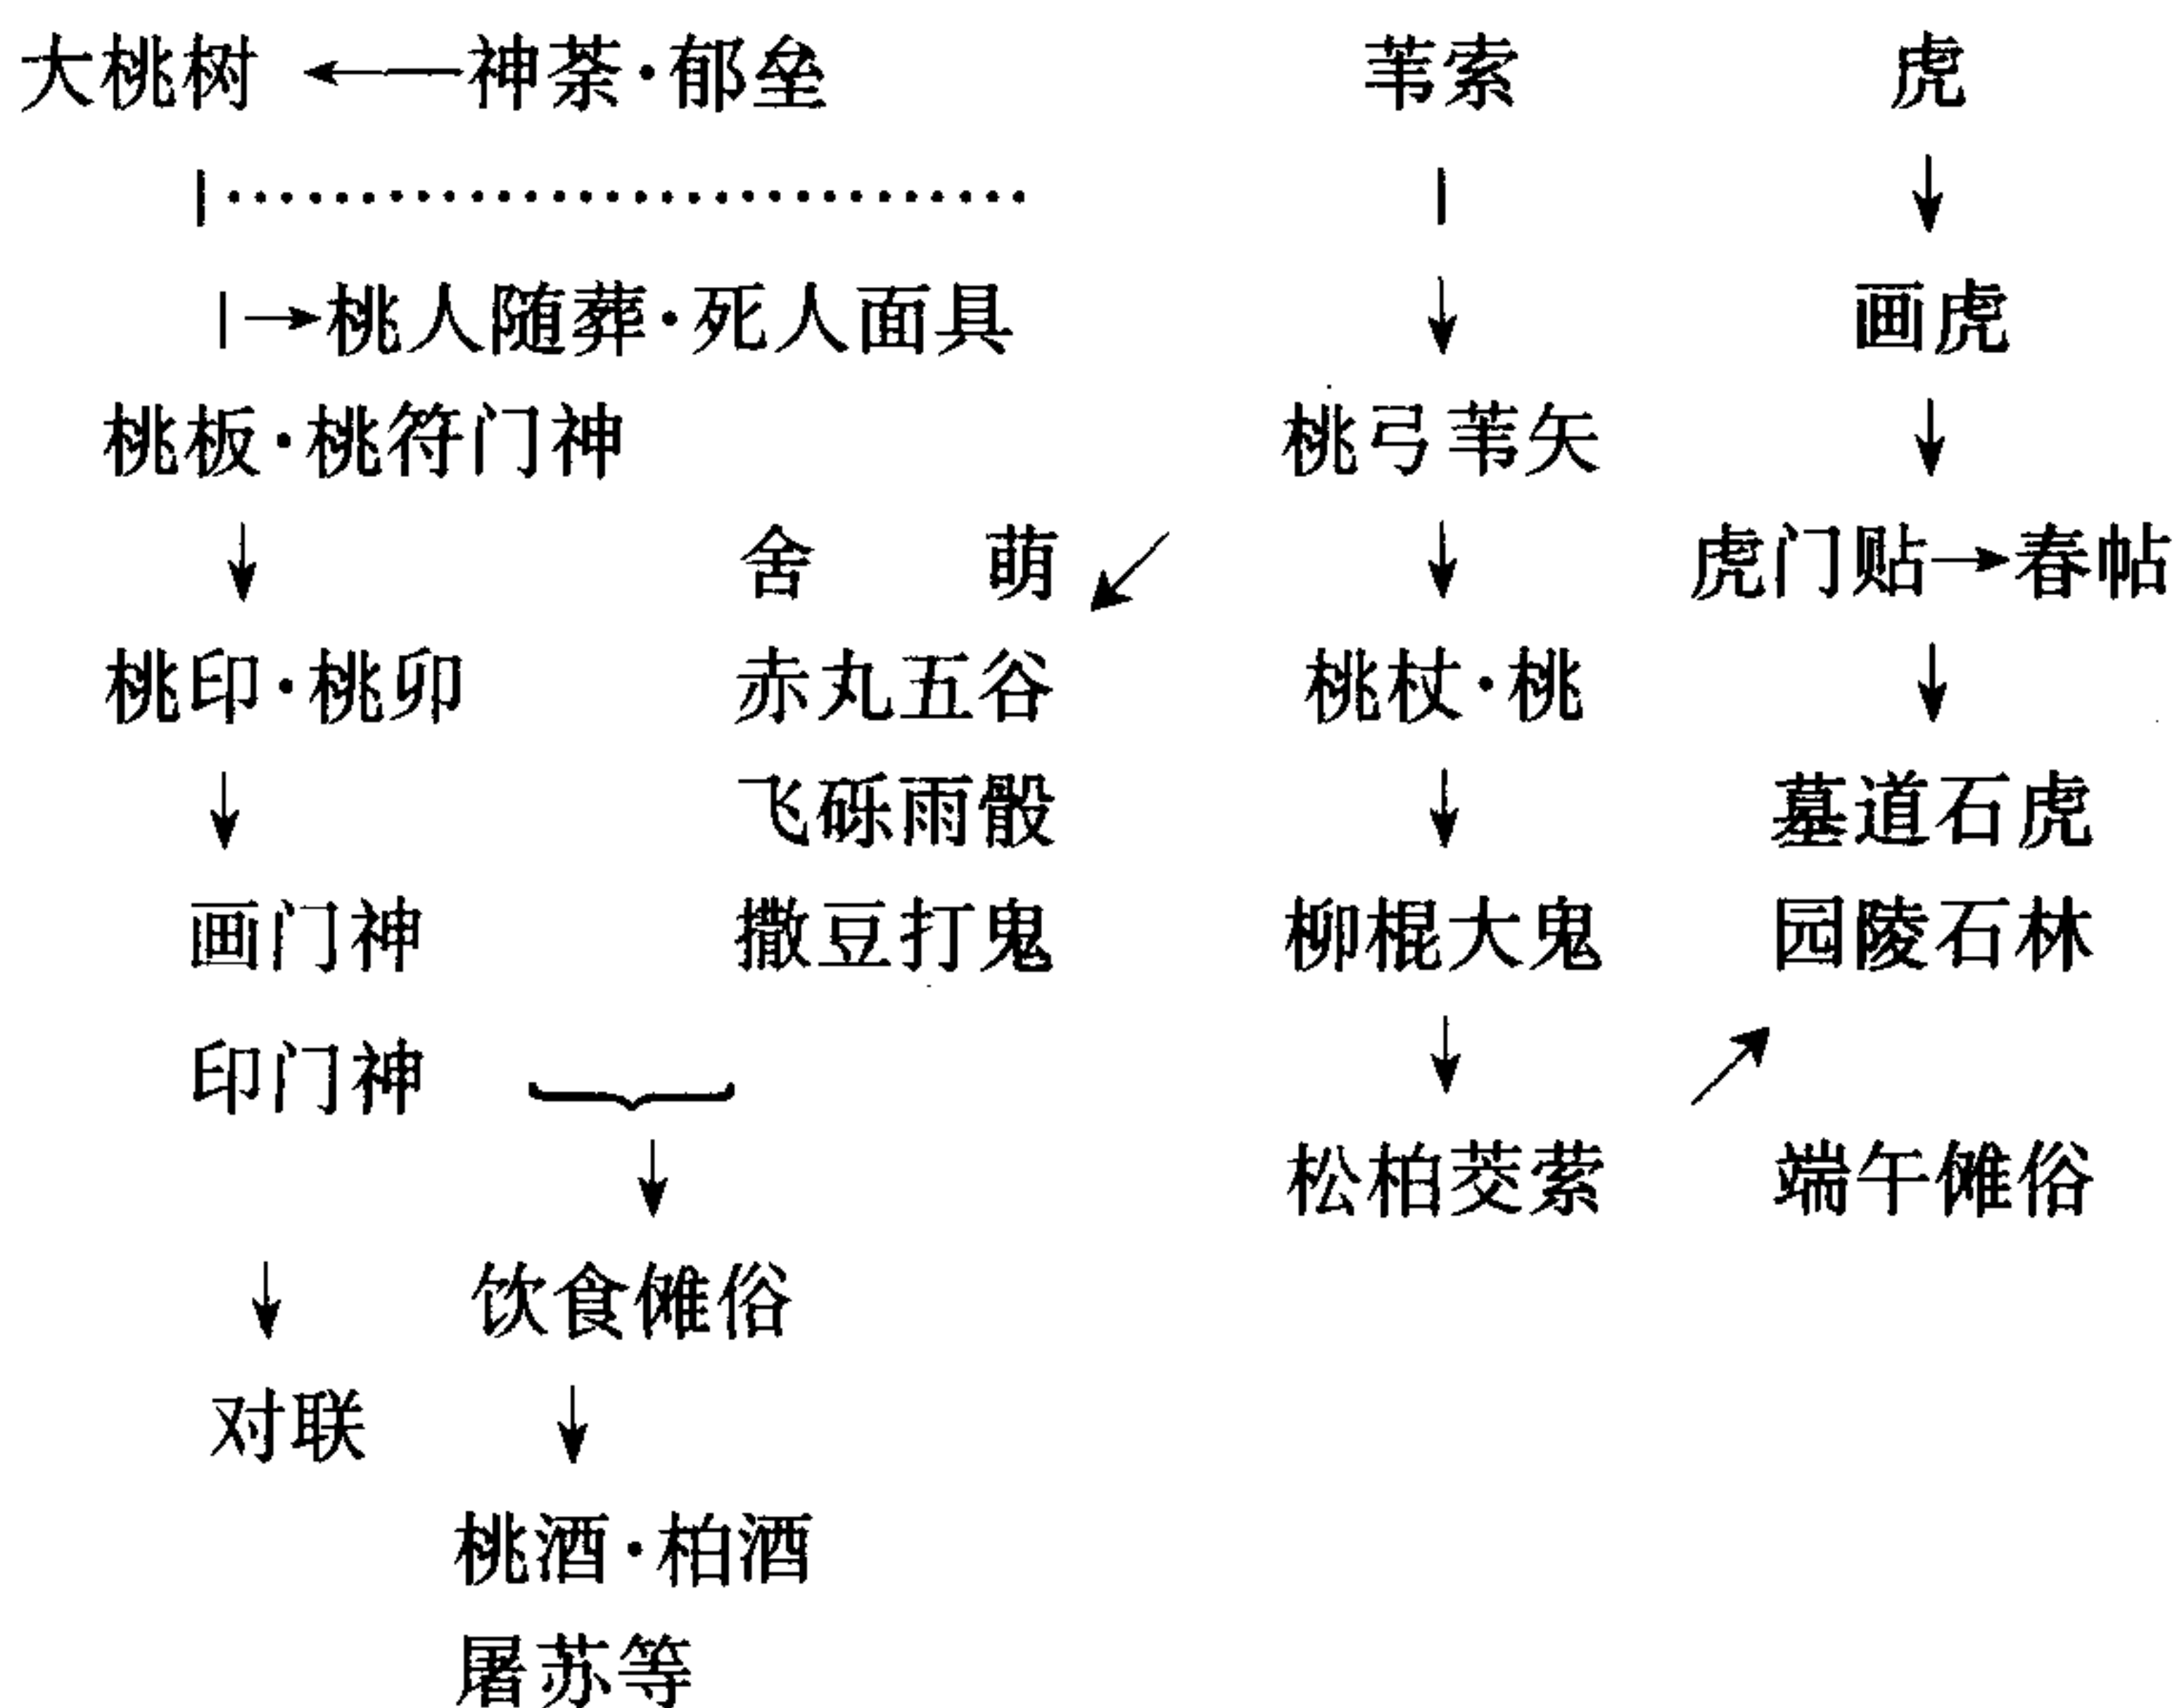 大桃树 ←—神荼·郁垒 苇索 虎
→桃人随葬·死人面具 画虎
桃板·桃符门神 桃弓苇矢
舍 萌 虎门贴→春帖
桃印·桃卯 赤丸五谷 桃杖·桃
飞砾雨骰 墓道石虎
画门神 撒豆打鬼 柳棍大鬼 园陵石林
印门神
松柏茭萦 端午傩俗
饮食傩俗
对联
桃酒·柏酒
屠苏等